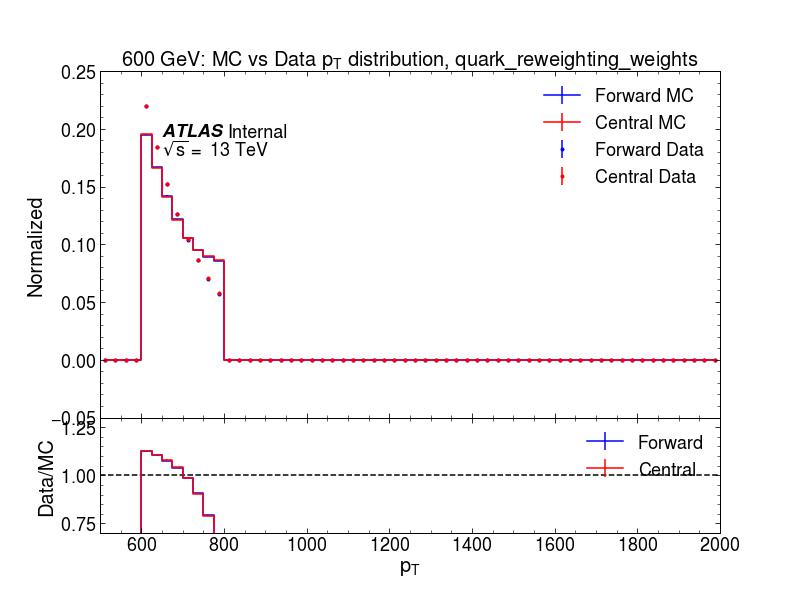 600 GeV: MC vs Data p_T distribution, quark_reweighting_weights
0.25
0.20
0.15
0.10
0.05
0.00
−0.05
Normalized
ATLAS Internal
√s = 13 TeV
Forward MC
Central MC
Forward Data
Central Data
1.25
1.00
0.75
Data/MC
Forward
Central
600 800 1000 1200 1400 1600 1800 2000
p_T